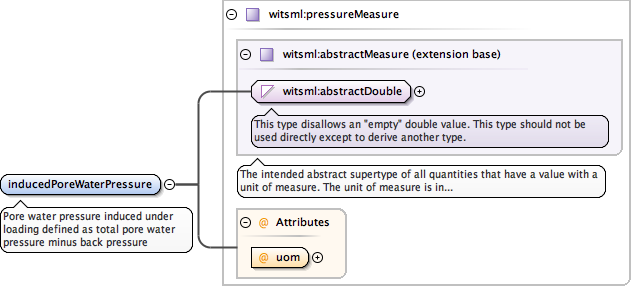 witsml:pressureMeasure
witsml:abstractMeasure (extension base)
witsml:abstractDouble
This type disallows an "empty" double value. This type should not be
used directly except to derive another type.
The intended abstract supertype of all quantities that have a value with a
unit of measure. The unit of measure is in...
inducedPoreWaterPressure
Pore water pressure induced under
loading defined as total pore water
pressure minus back pressure
@ Attributes
@ uom